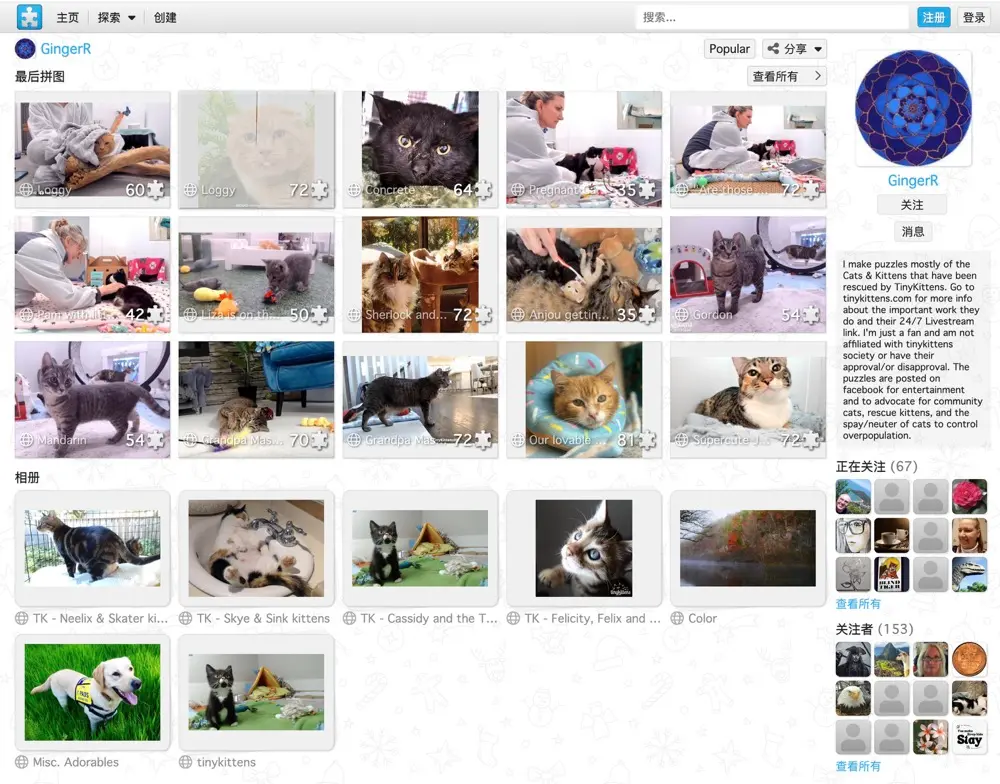 主页
探索
创建
搜索...
注册
登录
GingerR
Popular
分享
最后拼图
查看所有
Loggy
60
Loggy
72
Concrete
64
Pregnant Ca
35
"Are those ...
72
Pam with lit
42
Liza is on th...
50
Sherlock and...
72
Anjou gettin...
35
Gordon
54
Mandarin
54
Grandpa Mas...
70
Grandpa Mas...
72
Our lovable ...
81
Supercute J...
72
相册
TK - Neelix & Skater ki...
TK - Skye & Sink kittens
TK - Cassidy and the T...
TK - Felicity, Felix and ...
Color
Misc. Adorables
tinykittens
GingerR
关注
消息
I make puzzles mostly of the
Cats & Kittens that have been
rescued by TinyKittens. Go to
tinykittens.com for more info
about the important work they
do and their 24/7 Livestream
link. I'm just a fan and am not
affiliated with tinykittens
society or have their
approval/or disapproval. The
puzzles are posted on
facebook for entertainment
and to advocate for community
cats, rescue kittens, and the
spay/neuter of cats to control
overpopulation.
正在关注 (67)
BLIND
TIGER
查看所有
关注者 (153)
Slay
查看所有